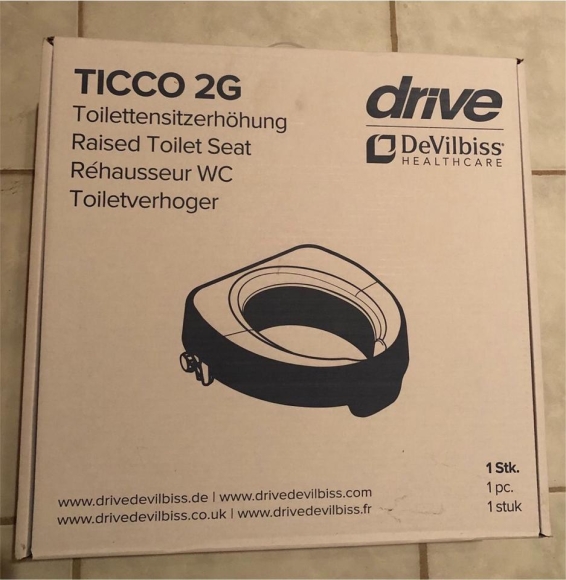 TICCO 2G
Toilettensitzerhöhung
Raised Toilet Seat
Réhausseur WC
Toiletverhoger
drive
DeVilbiss®
HEALTHCARE
www.drivedevilbiss.de | www.drivedevilbiss.com
www.drivedevilbiss.co.uk | www.drivedevilbiss.fr
1 Stk.
1 pc.
1 stuk